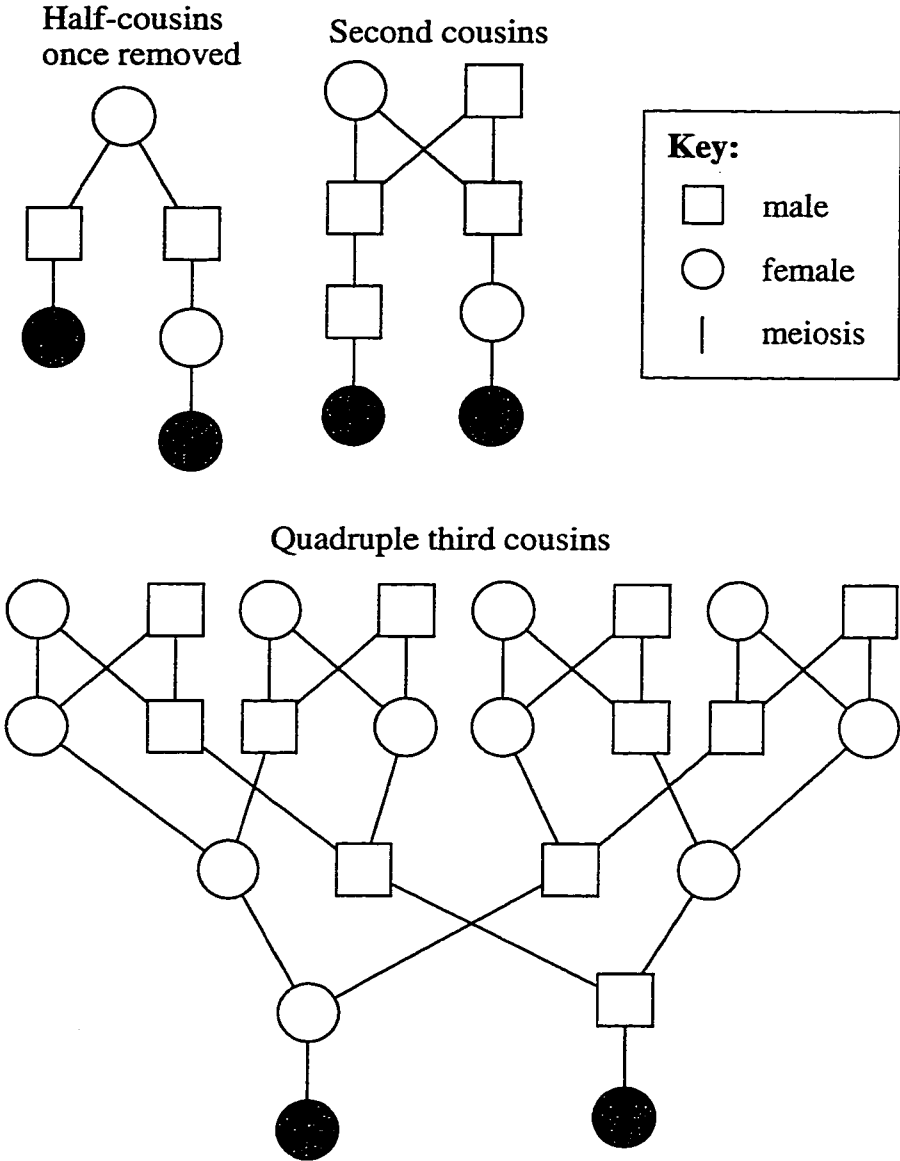 Half-cousins
once removed
Second cousins
Key:
male
female
meiosis
Quadruple third cousins